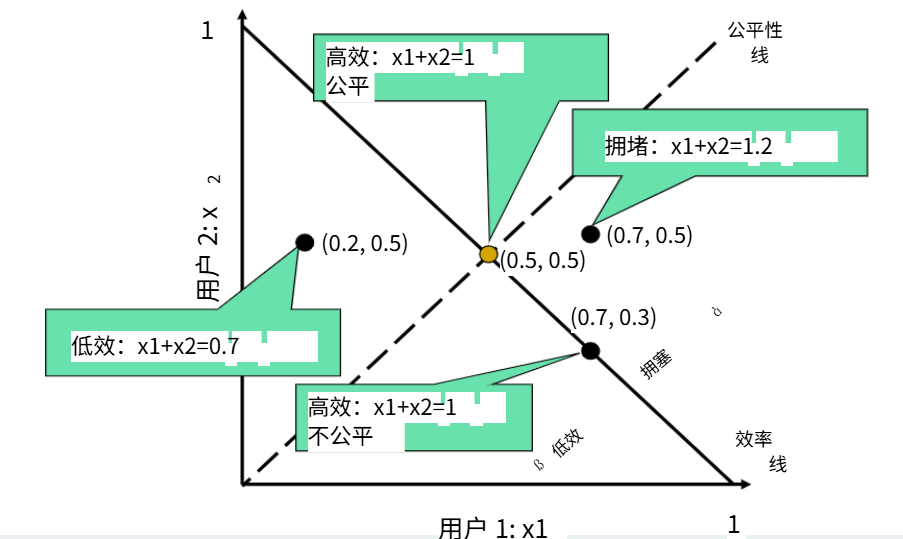 1
高效：x1+x2=1
公平
公平性
线
拥堵：x1+x2=1.2
用户 2: x
2
(0.2, 0.5)
(0.5, 0.5)
(0.7, 0.5)
低效：x1+x2=0.7
(0.7, 0.3)
拥塞
高效：x1+x2=1
不公平
低效
效率
线
用户 1: x1
1